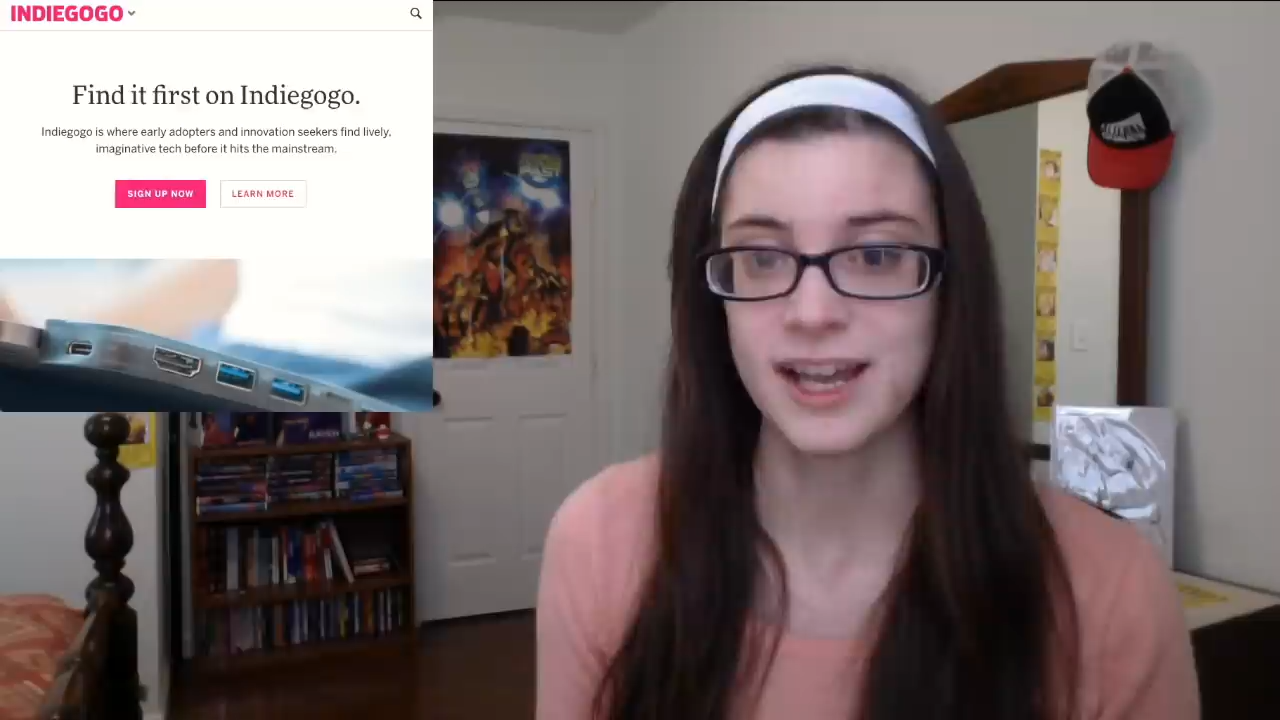 INDIEGOGO
Find it first on Indiegogo.
Indiegogo is where early adopters and innovation seekers find lively,
imaginative tech before it hits the mainstream.
SIGN UP NOW
LEARN MORE